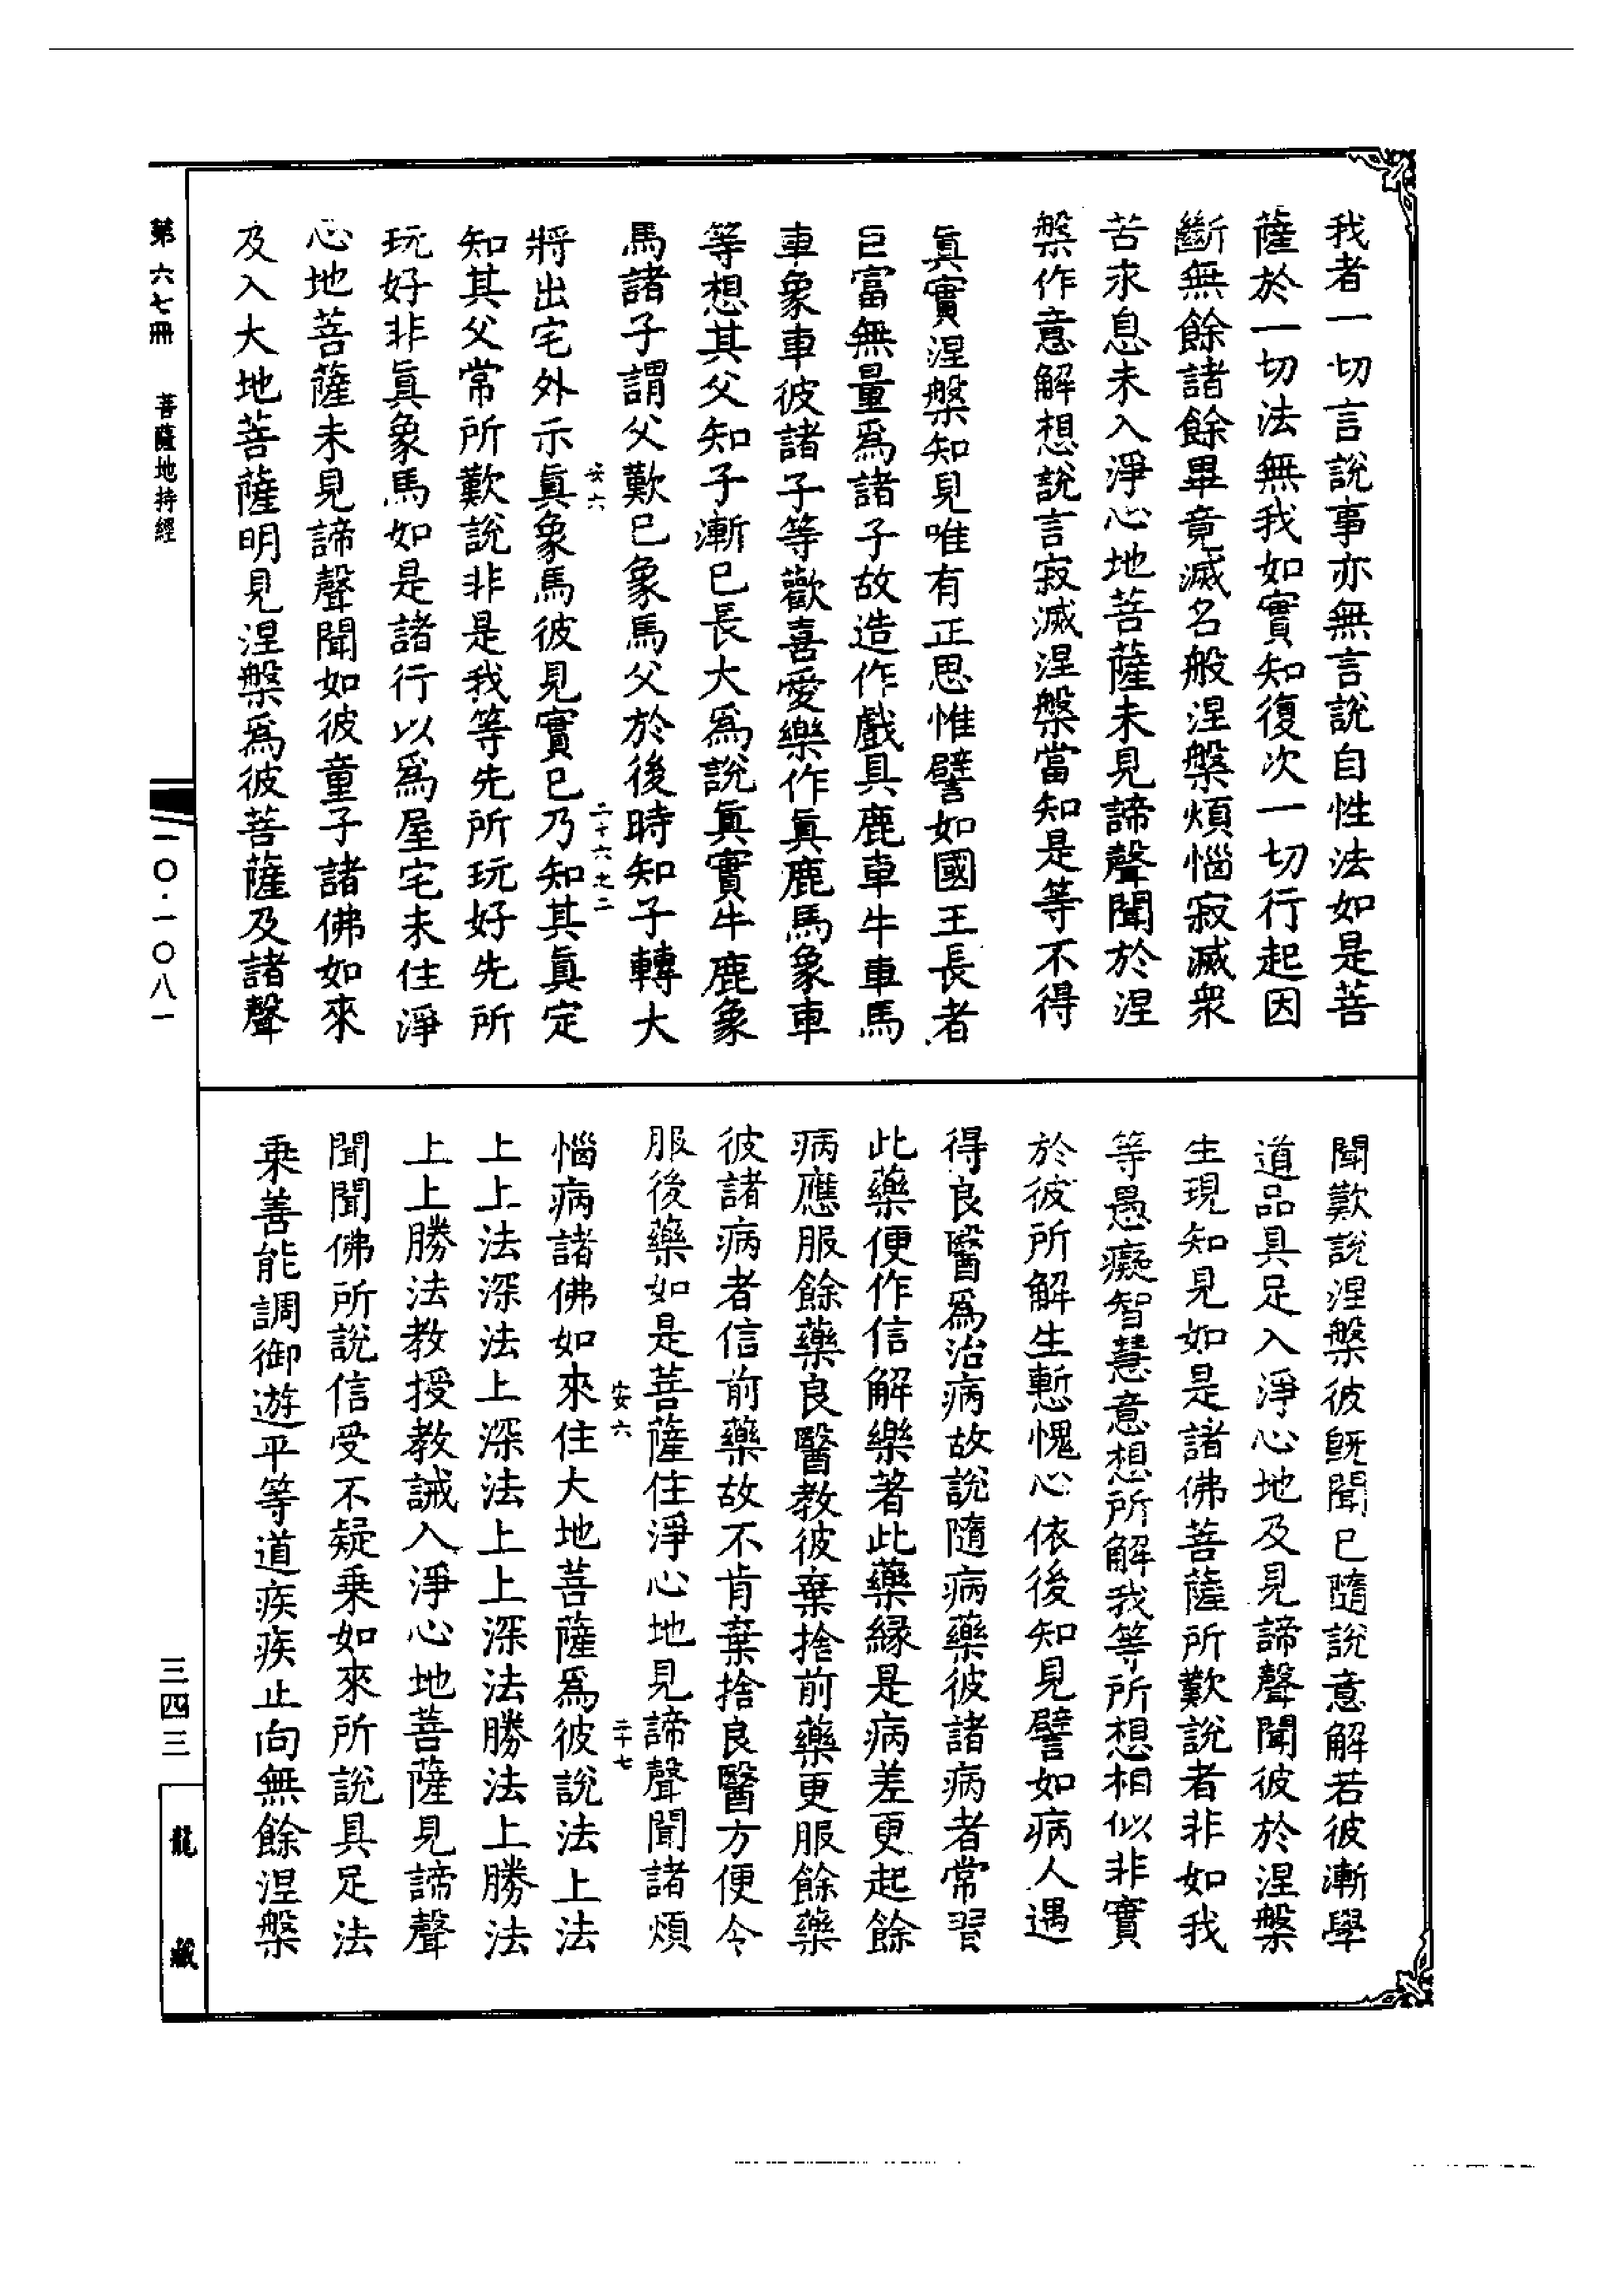 我者一切言說事亦無言說自性法如是菩
薩於一切法無我如實知復次一切行起因
斷無餘諸餘畢竟滅名般涅槃煩惱寂滅衆
苦求息未入淨心地菩薩未見諦聲聞於涅
槃作意解想說言寂滅涅槃當知是等不得
眞實涅槃知見唯有正思惟譬如國王長者
巨富無量爲諸子故造作戲具鹿車牛車馬
車象車彼諸子等歡喜愛樂作眞鹿馬象車
等想其父知子漸已長大爲說眞實牛鹿象
馬諸子謂父歎已象馬父於後時知子轉大
安六 二十六之二
將出宅外示眞象馬彼見實已乃知其眞定
知其父常所歎說非是我等先所玩好先所
玩好非眞象馬如是諸行以爲屋宅未住淨
心地菩薩未見諦聲聞如彼童子諸佛如來
及入大地菩薩明見涅槃爲彼菩薩及諸聲
聞歎說涅槃彼旣聞已隨說意解若彼漸學
道品具足入淨心地及見諦聲聞彼於涅槃
生現知見如是諸佛菩薩所歎說者非如我
等愚癡智慧意想所解我等所想相似非實
於彼所解生慙愧心依後知見譬如病人遇
得良醫爲治病故說隨病藥彼諸病者常習
此藥便作信解樂著此藥緣是病差更起餘
病應服餘藥良醫教彼棄捨前藥更服餘藥
彼諸病者信前藥故不肯棄捨良醫方便令
服後藥如是菩薩住淨心地見諦聲聞諸煩
安六 二十七
惱病諸佛如來住大地菩薩爲彼說法上法
上上法深法上深法上上深法勝法上勝法
上上勝法教授教誡入淨心地菩薩見諦聲
聞聞佛所說信受不疑乗如來所說具足法
乗善能調御遊平等道疾疾止向無餘涅槃
第六七冊 菩薩地持經
一〇·一〇八一
三四三
龍藏